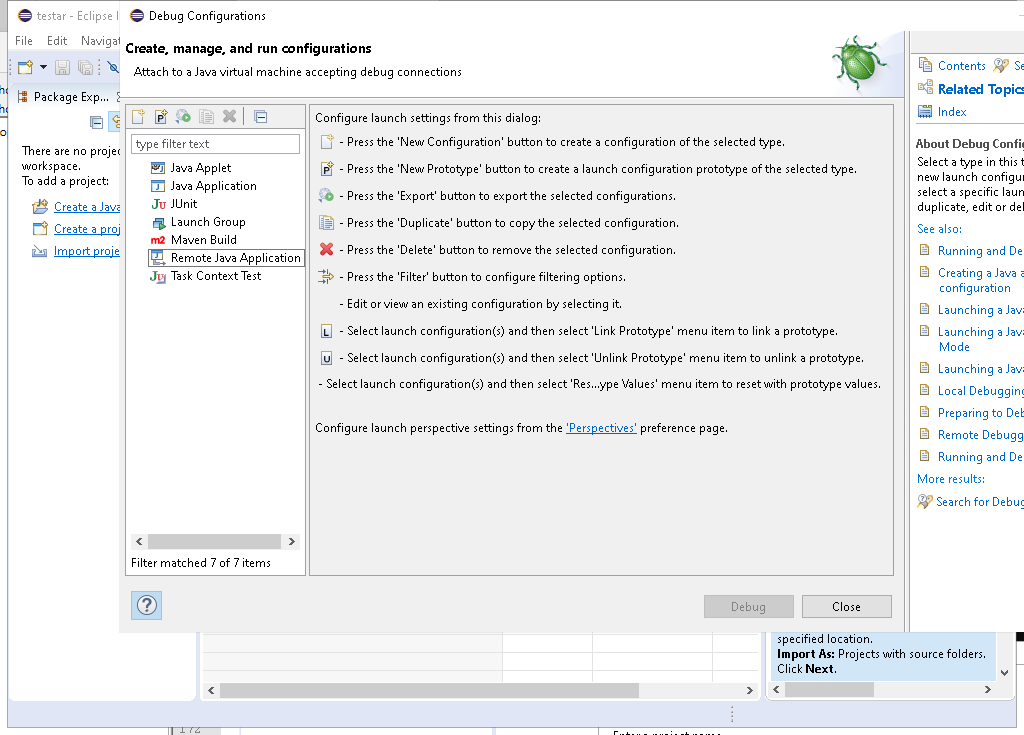 testar - Eclipse I
Debug Configurations
File Edit Navigat
Create, manage, and run configurations
Attach to a Java virtual machine accepting debug connections
Package Exp...
There are no projec
workspace.
To add a project:
Create a Java
Create a proj
Import proje
type filter text
Java Applet
Java Application
JUnit
Launch Group
m2 Maven Build
Remote Java Application
Task Context Test
Filter matched 7 of 7 items
Configure launch settings from this dialog:
- Press the 'New Configuration' button to create a configuration of the selected type.
- Press the 'New Prototype' button to create a launch configuration prototype of the selected type.
- Press the 'Export' button to export the selected configurations.
- Press the 'Duplicate' button to copy the selected configuration.
- Press the 'Delete' button to remove the selected configuration.
- Press the 'Filter' button to configure filtering options.
- Edit or view an existing configuration by selecting it.
L - Select launch configuration(s) and then select 'Link Prototype' menu item to link a prototype.
U - Select launch configuration(s) and then select 'Unlink Prototype' menu item to unlink a prototype.
- Select launch configuration(s) and then select 'Res...ype Values' menu item to reset with prototype values.
Configure launch perspective settings from the 'Perspectives' preference page.
Debug
Close
Contents Se
Related Topics
Index
About Debug Config
Select a type in this t
new launch configur
select a specific laun
duplicate, edit or del
See also:
Running and De
Creating a Java a
configuration
Launching a Java
Launching a Java
Mode
Launching a Java
Local Debugging
Preparing to Deb
Remote Debugg
Running and De
More results:
Search for Debug
specified location.
Import As: Projects with source folders.
Click Next.
172
Enter a project name